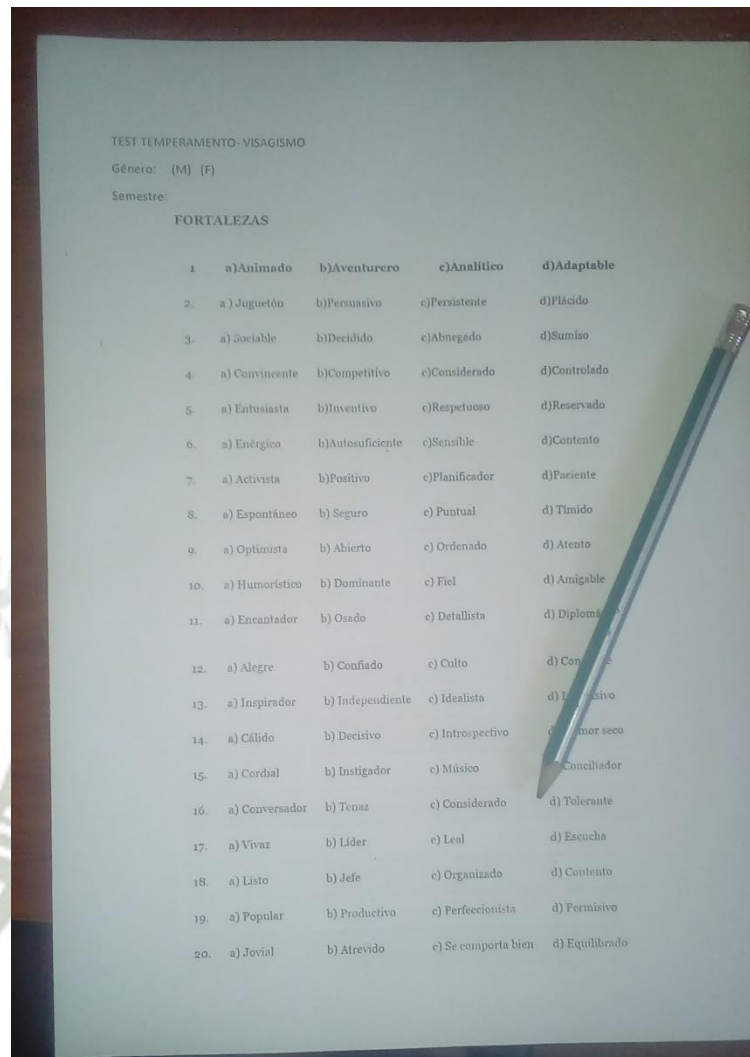 TEST TEMPERAMENTO- VISAGISMO
Género: (M) (F)
Semestre:
FORTALEZAS
1 a)Animado b)Aventurero c)Analítico d)Adaptable
2. a ) Juguetón b)Persuasivo c)Persistente d)Plácido
3. a) Sociable b)Decidido c)Abnegado d)Sumiso
4. a) Convincente b)Competitivo c)Considerado d)Controlado
5. a) Entusiasta b)Inventivo c)Respetuoso d)Reservado
6. a) Enérgico b)Autosuficiente c)Sensible d)Contento
7. a) Activista b)Positivo c)Planificador d)Paciente
8. a) Espontáneo b) Seguro c) Puntual d) Tímido
9. a) Optimista b) Abierto c) Ordenado d) Atento
10. a) Humorístico b) Dominante c) Fiel d) Amigable
11. a) Encantador b) Osado c) Detallista d)
12. a) Alegre b) Confiado c) Culto d)
13. a) Inspirador b) Independiente c) Idealista d)
14. a) Cálido b) Decisivo c) Introspectivo seco
15. a) Cordial b) Instigador c) Músico Conciliador
16. a) Conversador b) Tenaz c) Considerado d) Tolerante
17. a) Vivaz b) Líder c) Leal d) Escucha
18. a) Listo b) Jefe c) Organizado d) Contento
19. a) Popular b) Productivo c) Perfeccionista d) Permisivo
20. a) Jovial b) Atrevido c) Se comporta bien d) Equilibrado